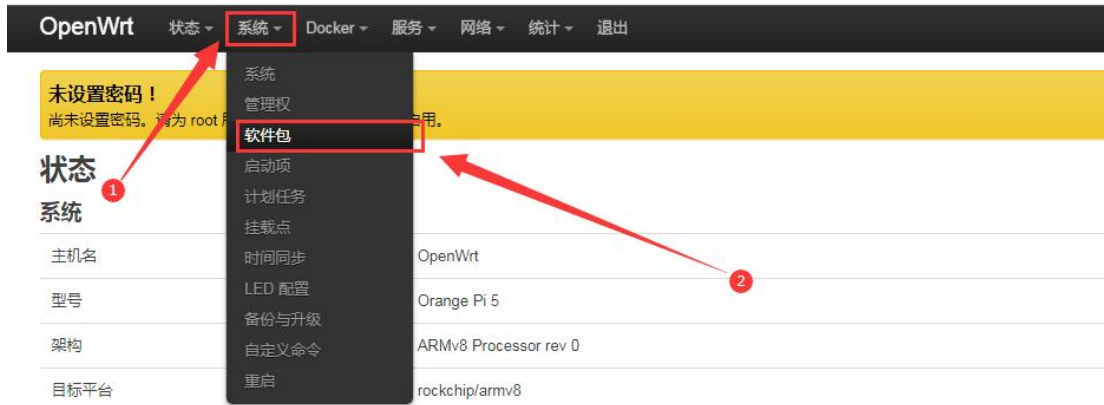 OpenWrt 状态 系统 Docker 服务 网络 统计 退出
系统
管理权
软件包
启动项
计划任务
挂载点
时间同步
LED 配置
备份与升级
自定义命令
重启
未设置密码！
尚未设置密码。请为 root 用。
状态
1
系统
主机名 OpenWrt
2
型号 Orange Pi 5
架构 ARMv8 Processor rev 0
目标平台 rockchip/armv8